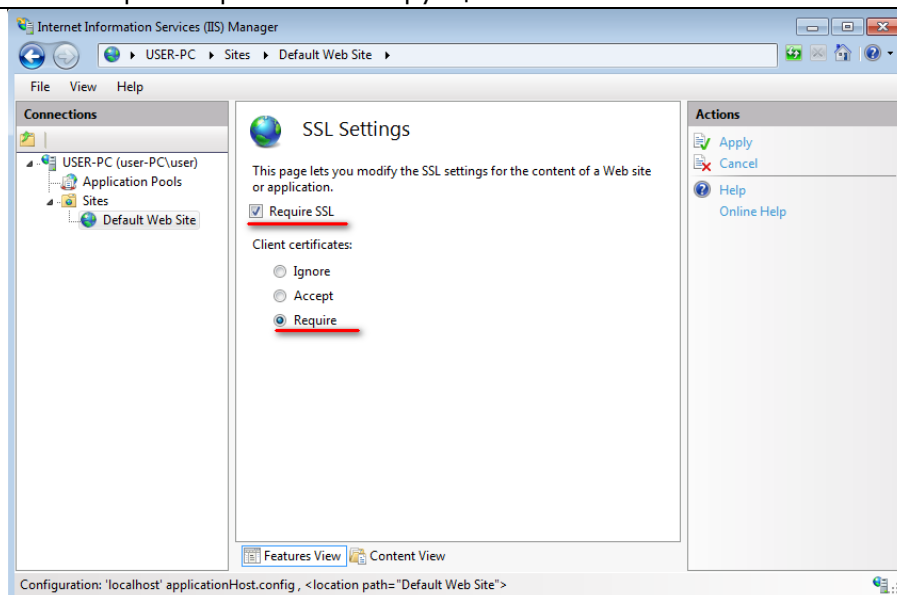 Internet Information Services (IIS) Manager
USER-PC Sites Default Web Site
File View Help
Connections
USER-PC (user-PC\user)
Application Pools
Sites
Default Web Site
SSL Settings
This page lets you modify the SSL settings for the content of a Web site
or application.
Require SSL
Client certificates:
Ignore
Accept
Require
Features View Content View
Actions
Apply
Cancel
Help
Online Help
Configuration: 'localhost' applicationHost.config , <location path="Default Web Site">